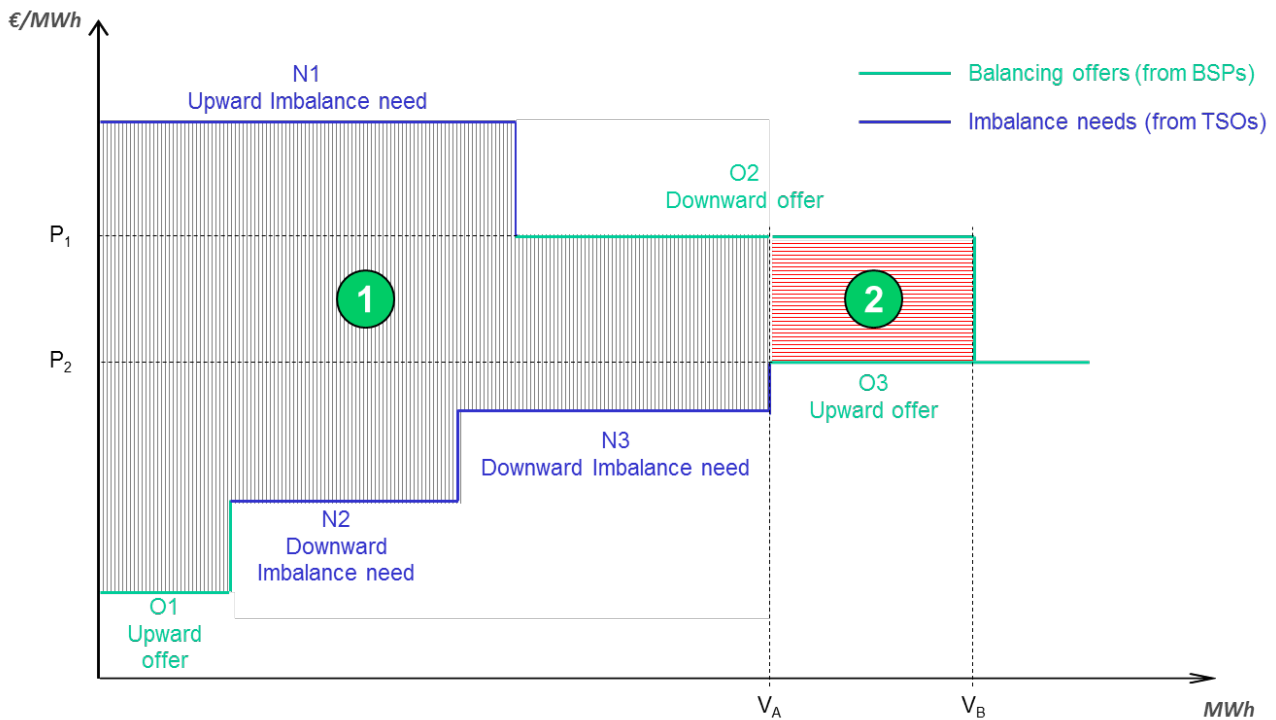 €/MWh
N1
Upward Imbalance need
Balancing offers (from BSPs)
Imbalance needs (from TSOs)
O2
Downward offer
P1
1
2
P2
O3
Upward offer
N3
Downward Imbalance need
N2
Downward
Imbalance need
O1
Upward
offer
VA
VB
MWh